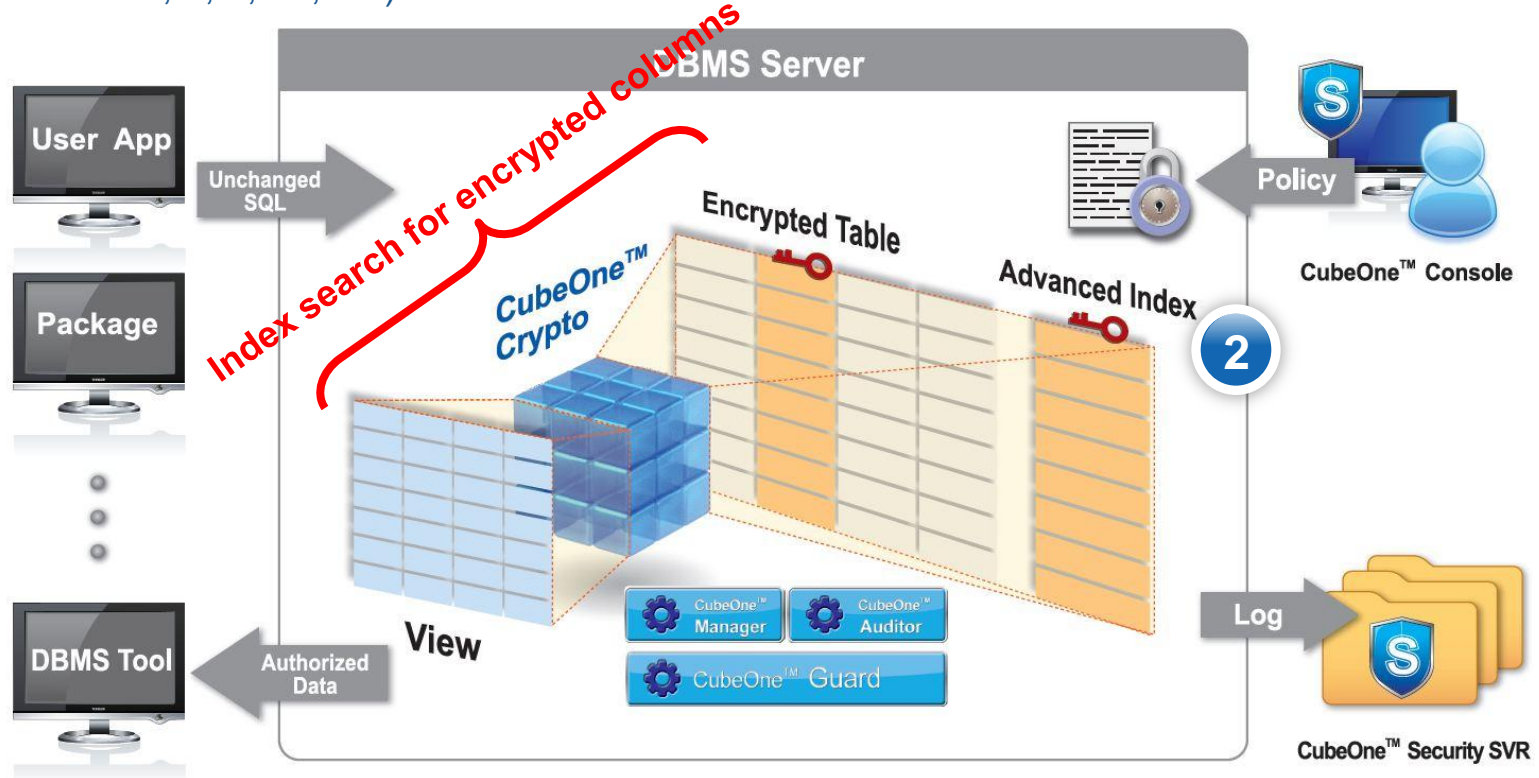 DBMS Server
Index search for encrypted columns
User App
Unchanged
SQL
Package
DBMS Tool
Authorized
Data
CubeOne™
Crypto
Encrypted Table
Advanced Index
2
View
CubeOne™
Manager
CubeOne™
Auditor
CubeOne™ Guard
Policy
S
CubeOne™ Console
Log
S
CubeOne™ Security SVR